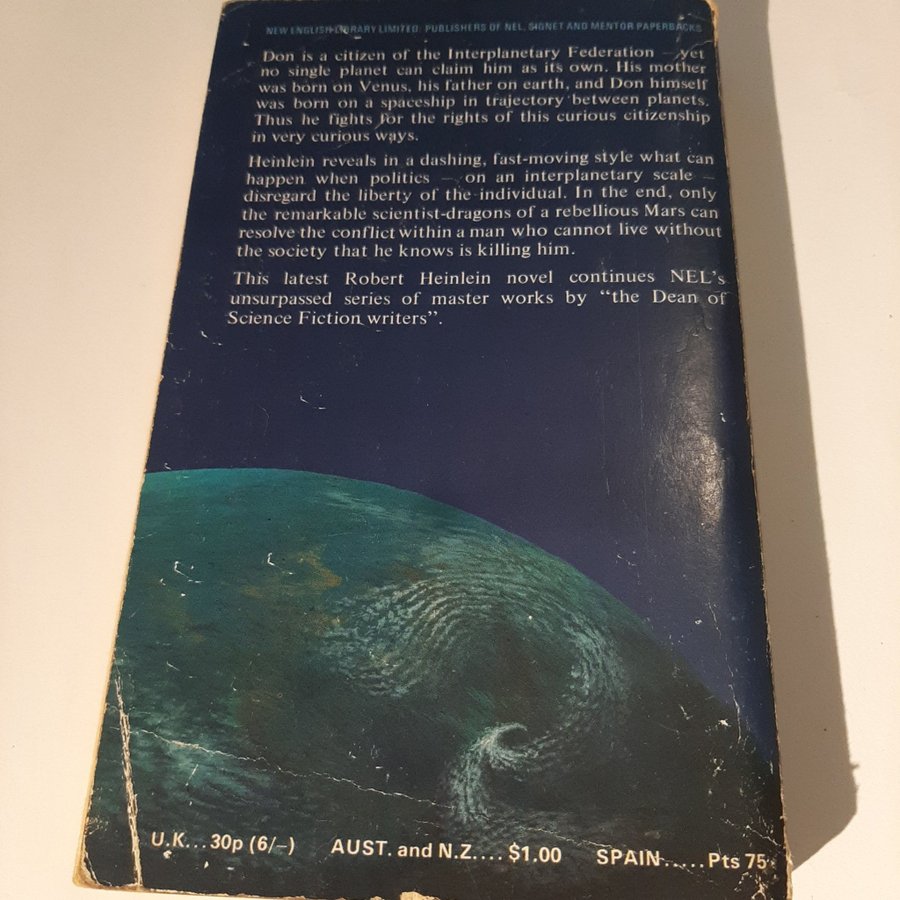 NEW ENGLISH LIBRARY LIMITED: PUBLISHERS OF NEL, SIGNET AND MENTOR PAPERBACKS
Don is a citizen of the Interplanetary Federation – yet
no single planet can claim him as its own. His mother
was born on Venus, his father on earth, and Don himself
was born on a spaceship in trajectory between planets.
Thus he fights for the rights of this curious citizenship
in very curious ways.
Heinlein reveals in a dashing, fast-moving style what can
happen when politics – on an interplanetary scale –
disregard the liberty of the individual. In the end, only
the remarkable scientist-dragons of a rebellious Mars can
resolve the conflict within a man who cannot live without
the society that he knows is killing him.
This latest Robert Heinlein novel continues NEL's
unsurpassed series of master works by “the Dean of
Science Fiction writers”.
U.K...30p (6/–) AUST. and N.Z.... $1.00 SPAIN.....Pts 75